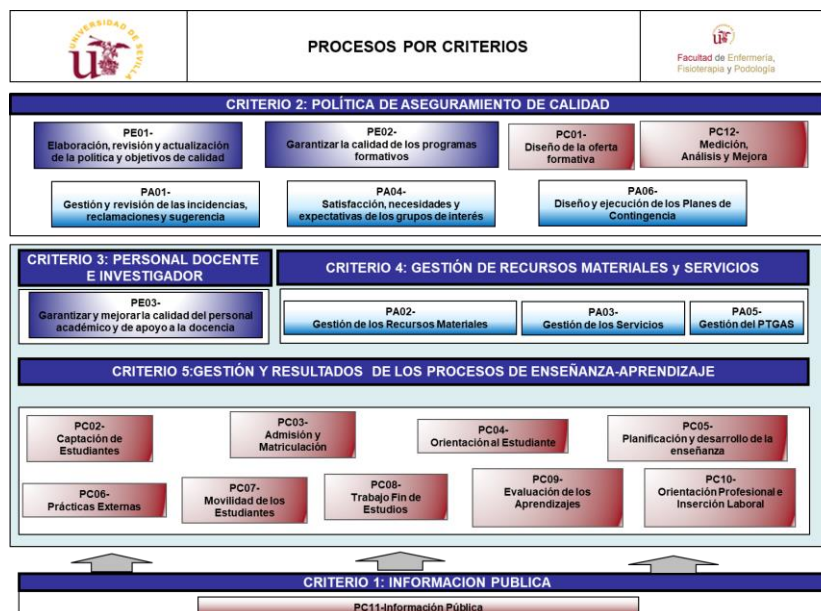 UNIVERSIDAD DE SEVILLA
PROCESOS POR CRITERIOS
Facultad de Enfermería,
Fisioterapia y Podología
CRITERIO 2: POLÍTICA DE ASEGURAMIENTO DE CALIDAD
PE01-
Elaboración, revisión y actualización
de la política y objetivos de calidad
PE02-
Garantizar la calidad de los programas
formativos
PC01-
Diseño de la oferta
formativa
PC12-
Medición,
Análisis y Mejora
PA01-
Gestión y revisión de las incidencias,
reclamaciones y sugerencia
PA04-
Satisfacción, necesidades y
expectativas de los grupos de interés
PA06-
Diseño y ejecución de los Planes de
Contingencia
CRITERIO 3: PERSONAL DOCENTE
E INVESTIGADOR
CRITERIO 4: GESTIÓN DE RECURSOS MATERIALES y SERVICIOS
PE03-
Garantizar y mejorar la calidad del personal
académico y de apoyo a la docencia
PA02-
Gestión de los Recursos Materiales
PA03-
Gestión de los Servicios
PA05-
Gestión del PTGAS
CRITERIO 5:GESTIÓN Y RESULTADOS DE LOS PROCESOS DE ENSEÑANZA-APRENDIZAJE
PC02-
Captación de
Estudiantes
PC03-
Admisión y
Matriculación
PC04-
Orientación al Estudiante
PC05-
Planificación y desarrollo de la
enseñanza
PC06-
Prácticas Externas
PC07-
Movilidad de los
Estudiantes
PC08-
Trabajo Fin de
Estudios
PC09-
Evaluación de los
Aprendizajes
PC10-
Orientación Profesional e
Inserción Laboral
CRITERIO 1: INFORMACION PUBLICA
PC11-Información Pública